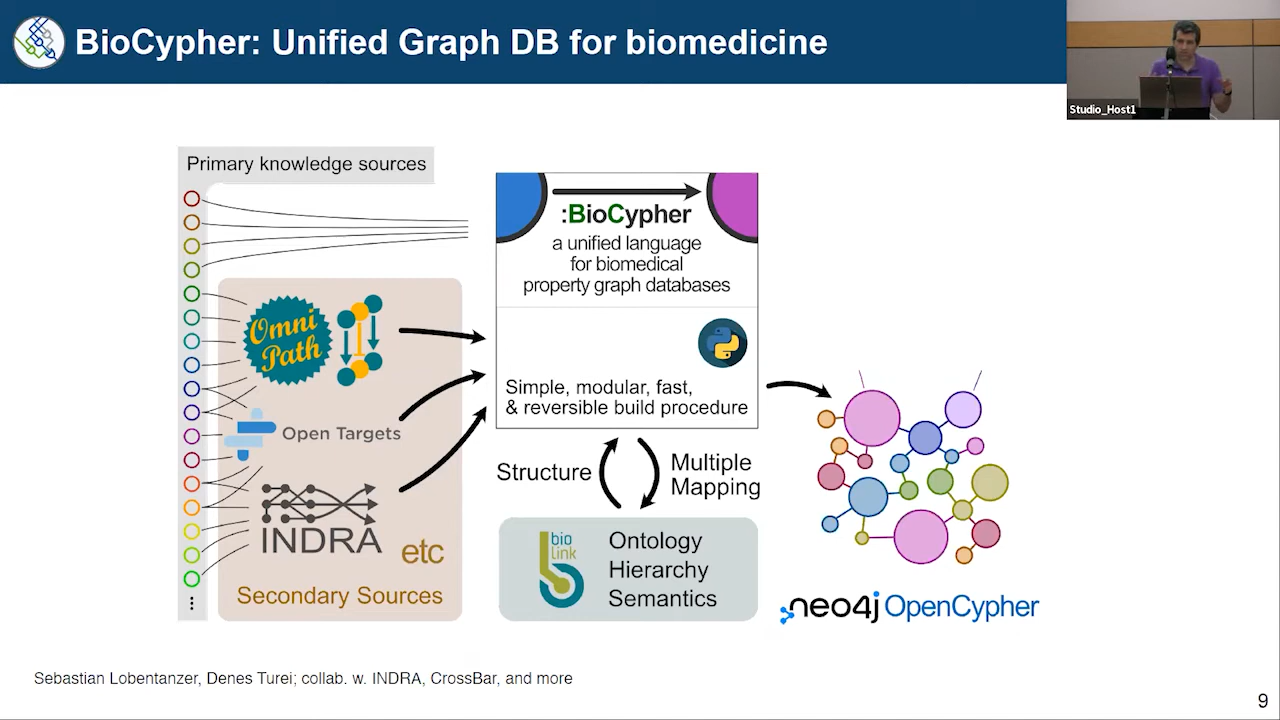 BioCypher: Unified Graph DB for biomedicine
Studio_Host1
Primary knowledge sources
:BioCypher
a unified language
for biomedical
property graph databases
Simple, modular, fast,
& reversible build procedure
Omni
Path
Open Targets
INDRA
etc
Secondary Sources
Structure
Multiple
Mapping
bio
link
Ontology
Hierarchy
Semantics
neo4j OpenCypher
Sebastian Lobentanzer, Denes Turei; collab. w. INDRA, CrossBar, and more
9